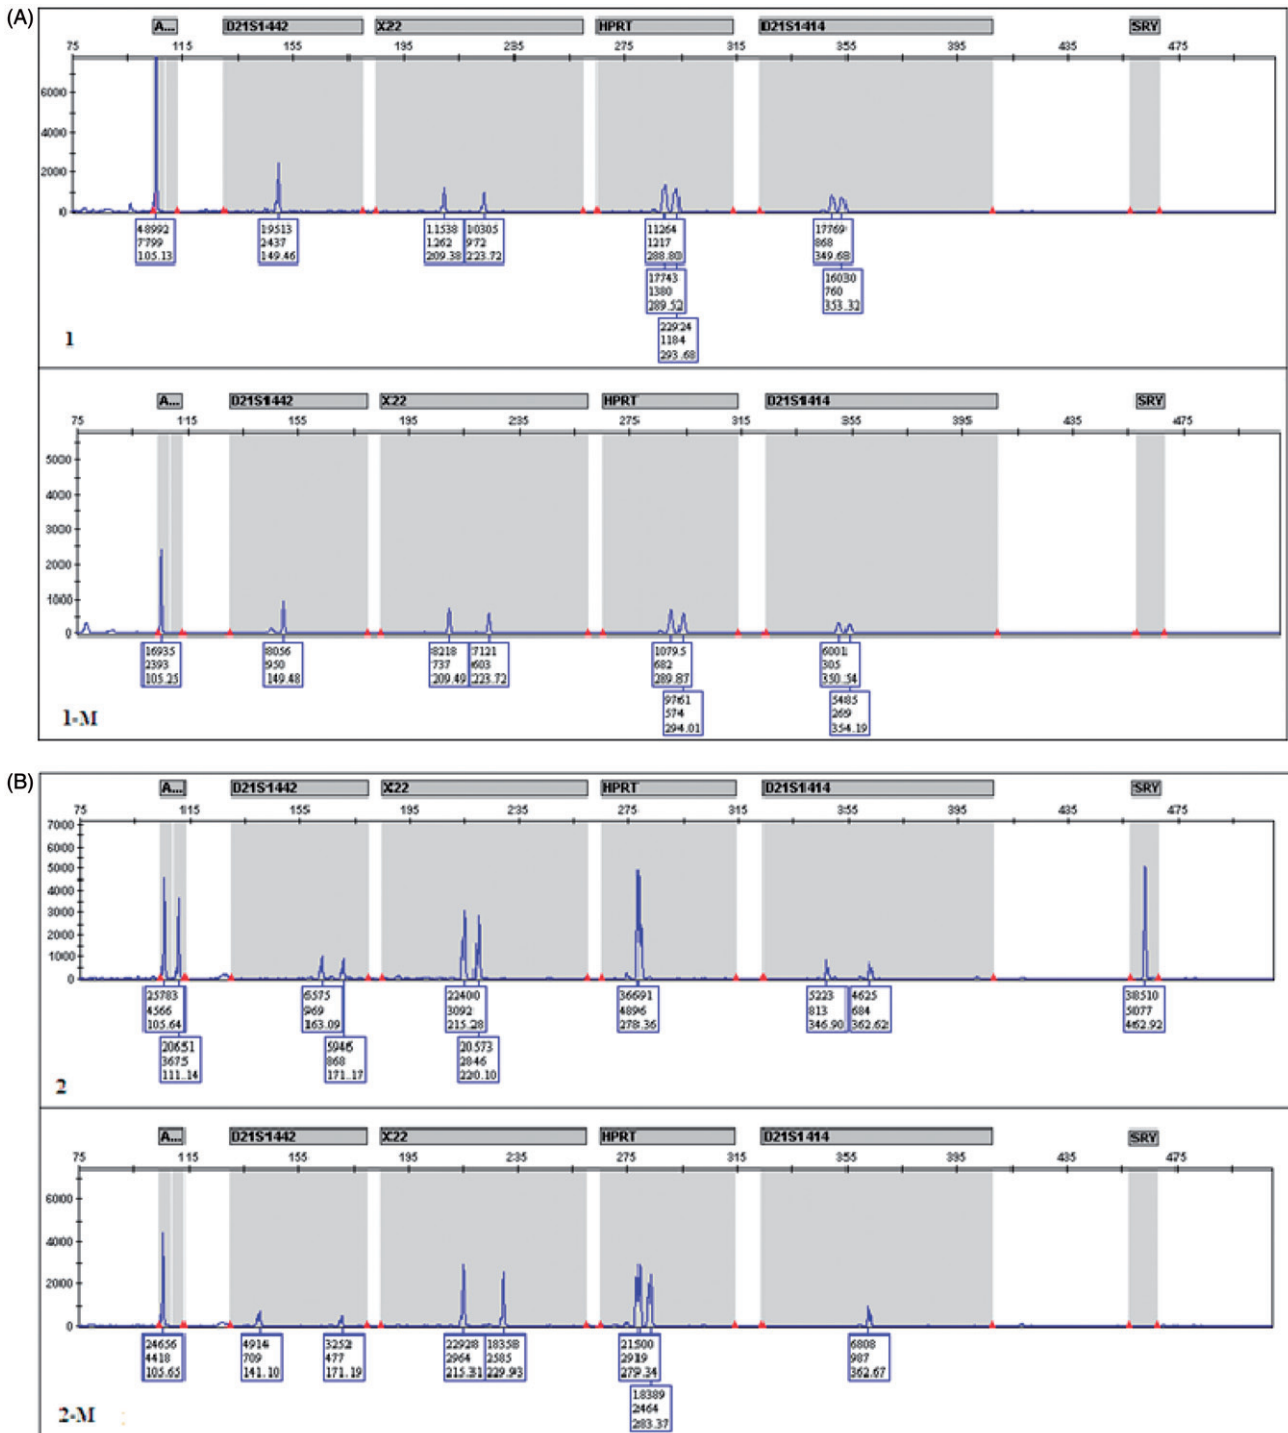 (A)
A... D21S1442 X22 HPRT D21S1414 SRY
75 115 155 195 235 275 315 355 395 435 475
6000
4000
2000
0
48992 19513 11538 10305 11264 17769
7799 2437 1262 972 1217 868
105.13 149.46 209.38 223.72 288.80 349.68
17743 16030
1380 760
289.52 353.32
22924
1184
293.68
1
A... D21S1442 X22 HPRT D21S1414 SRY
75 115 155 195 235 275 315 355 395 435 475
5000
4000
3000
2000
1000
0
16935 8056 8218 7121 10795 6001
2393 950 737 603 682 305
105.25 149.48 209.49 223.72 289.87 350.54
9761 5485
574 269
294.01 354.19
1-M
(B)
A... D21S1442 X22 HPRT D21S1414 SRY
75 115 155 195 235 275 315 355 395 435 475
7000
6000
5000
4000
3000
2000
1000
0
25783 6575 22400 36691 5223 4625 38510
4566 969 3092 4896 813 684 5077
105.64 163.09 215.28 278.36 346.90 362.62 462.92
20651 5946 20573
3675 868 2846
111.14 171.17 220.10
2
A... D21S1442 X22 HPRT D21S1414 SRY
75 115 155 195 235 275 315 355 395 435 475
6000
4000
2000
0
24656 4914 3252 22928 18358 21500 6808
4418 709 477 2964 2585 2919 987
105.65 141.10 171.19 215.31 229.93 279.34 362.67
18389
2464
283.37
2-M